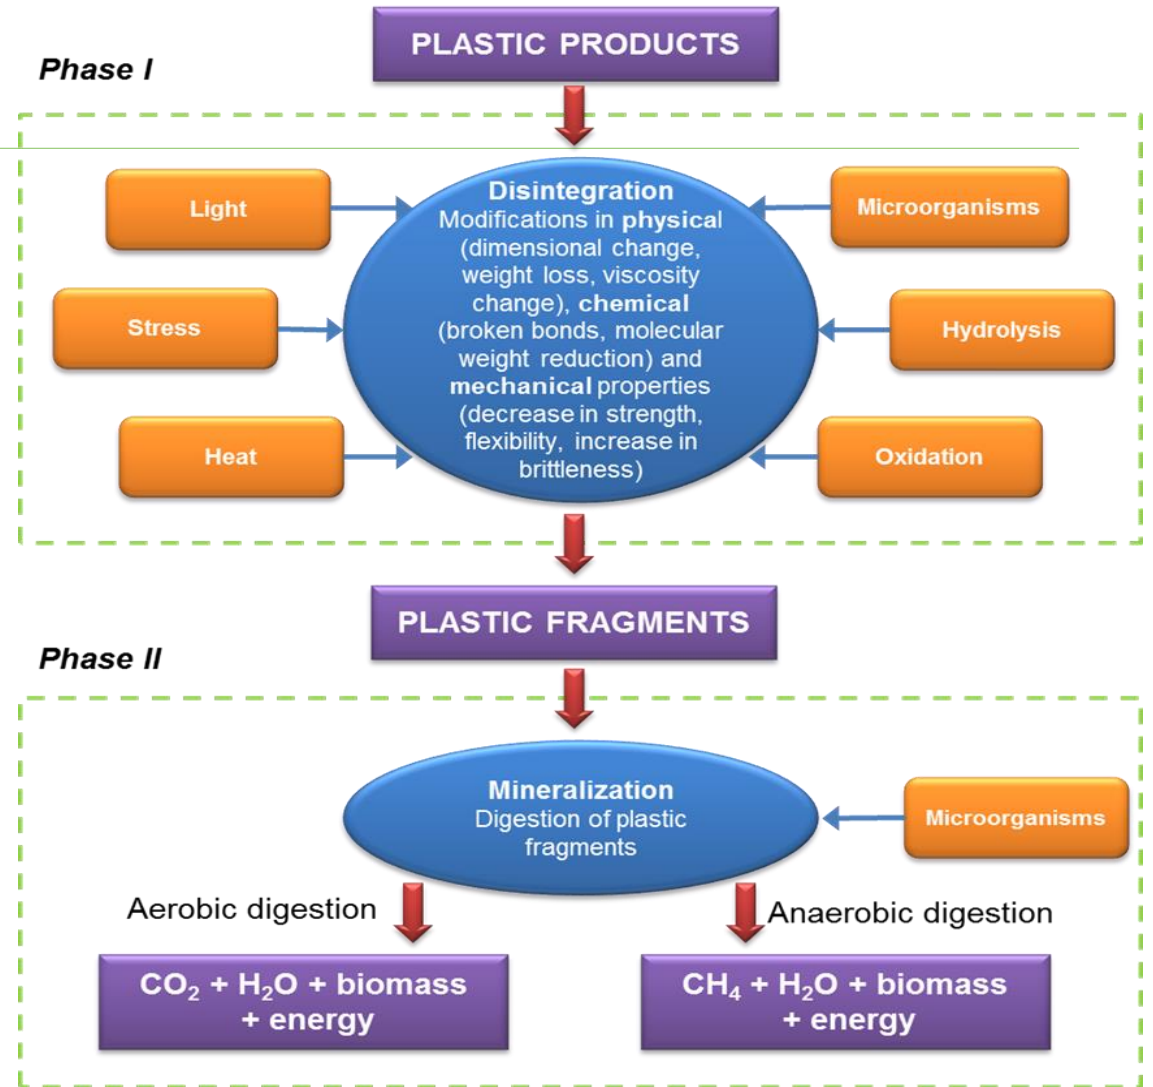 PLASTIC PRODUCTS
Phase I
Light
Stress
Heat
Disintegration
Modifications in physical
(dimensional change,
weight loss, viscosity
change), chemical
(broken bonds, molecular
weight reduction) and
mechanical properties
(decrease in strength,
flexibility, increase in
brittleness)
Microorganisms
Hydrolysis
Oxidation
PLASTIC FRAGMENTS
Phase II
Mineralization
Digestion of plastic
fragments
Microorganisms
Aerobic digestion
Anaerobic digestion
CO₂ + H₂O + biomass
+ energy
CH₄ + H₂O + biomass
+ energy